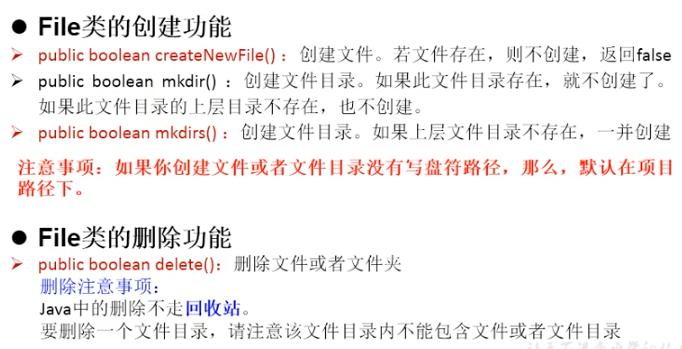 ● File类的创建功能
➢ public boolean createNewFile() ：创建文件。若文件存在，则不创建，返回false
➢ public boolean mkdir() ：创建文件目录。如果此文件目录存在，就不创建了。
如果此文件目录的上层目录不存在，也不创建。
➢ public boolean mkdirs() ：创建文件目录。如果上层文件目录不存在，一并创建
注意事项：如果你创建文件或者文件目录没有写盘符路径，那么，默认在项目
路径下。
● File类的删除功能
➢ public boolean delete()：删除文件或者文件夹
删除注意事项：
Java中的删除不走回收站。
要删除一个文件目录，请注意该文件目录内不能包含文件或者文件目录